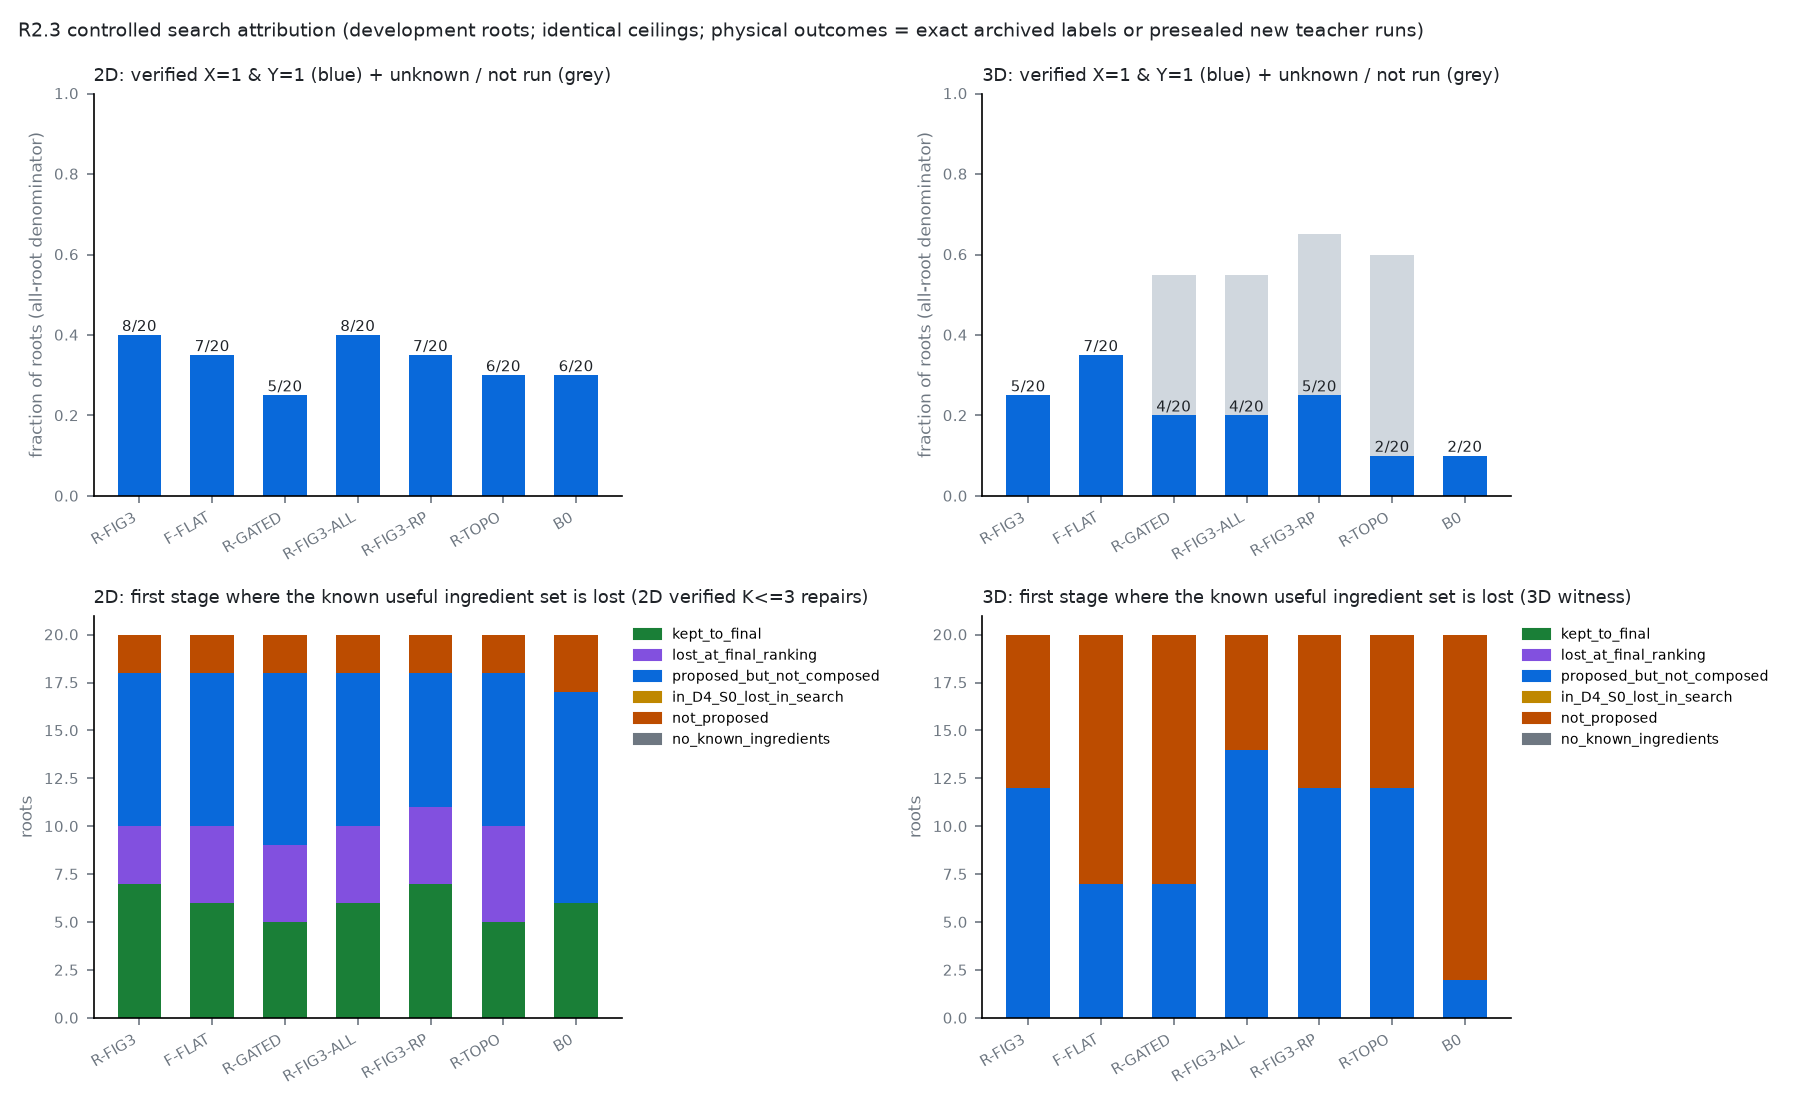 R2.3 controlled search attribution (development roots; identical ceilings; physical outcomes = exact archived labels or presealed new teacher runs)
2D: verified X=1 & Y=1 (blue) + unknown / not run (grey)
fraction of roots (all-root denominator)
1.0
0.8
0.6
0.4
0.2
0.0
8/20
7/20
5/20
8/20
7/20
6/20
6/20
R-FIG3
F-FLAT
R-GATED
R-FIG3-ALL
R-FIG3-RP
R-TOPO
B0
3D: verified X=1 & Y=1 (blue) + unknown / not run (grey)
fraction of roots (all-root denominator)
1.0
0.8
0.6
0.4
0.2
0.0
5/20
7/20
4/20
4/20
5/20
2/20
2/20
R-FIG3
F-FLAT
R-GATED
R-FIG3-ALL
R-FIG3-RP
R-TOPO
B0
2D: first stage where the known useful ingredient set is lost (2D verified K<=3 repairs)
roots
20.0
17.5
15.0
12.5
10.0
7.5
5.0
2.5
0.0
R-FIG3
F-FLAT
R-GATED
R-FIG3-ALL
R-FIG3-RP
R-TOPO
B0
kept_to_final
lost_at_final_ranking
proposed_but_not_composed
in_D4_S0_lost_in_search
not_proposed
no_known_ingredients
3D: first stage where the known useful ingredient set is lost (3D witness)
roots
20.0
17.5
15.0
12.5
10.0
7.5
5.0
2.5
0.0
R-FIG3
F-FLAT
R-GATED
R-FIG3-ALL
R-FIG3-RP
R-TOPO
B0
kept_to_final
lost_at_final_ranking
proposed_but_not_composed
in_D4_S0_lost_in_search
not_proposed
no_known_ingredients